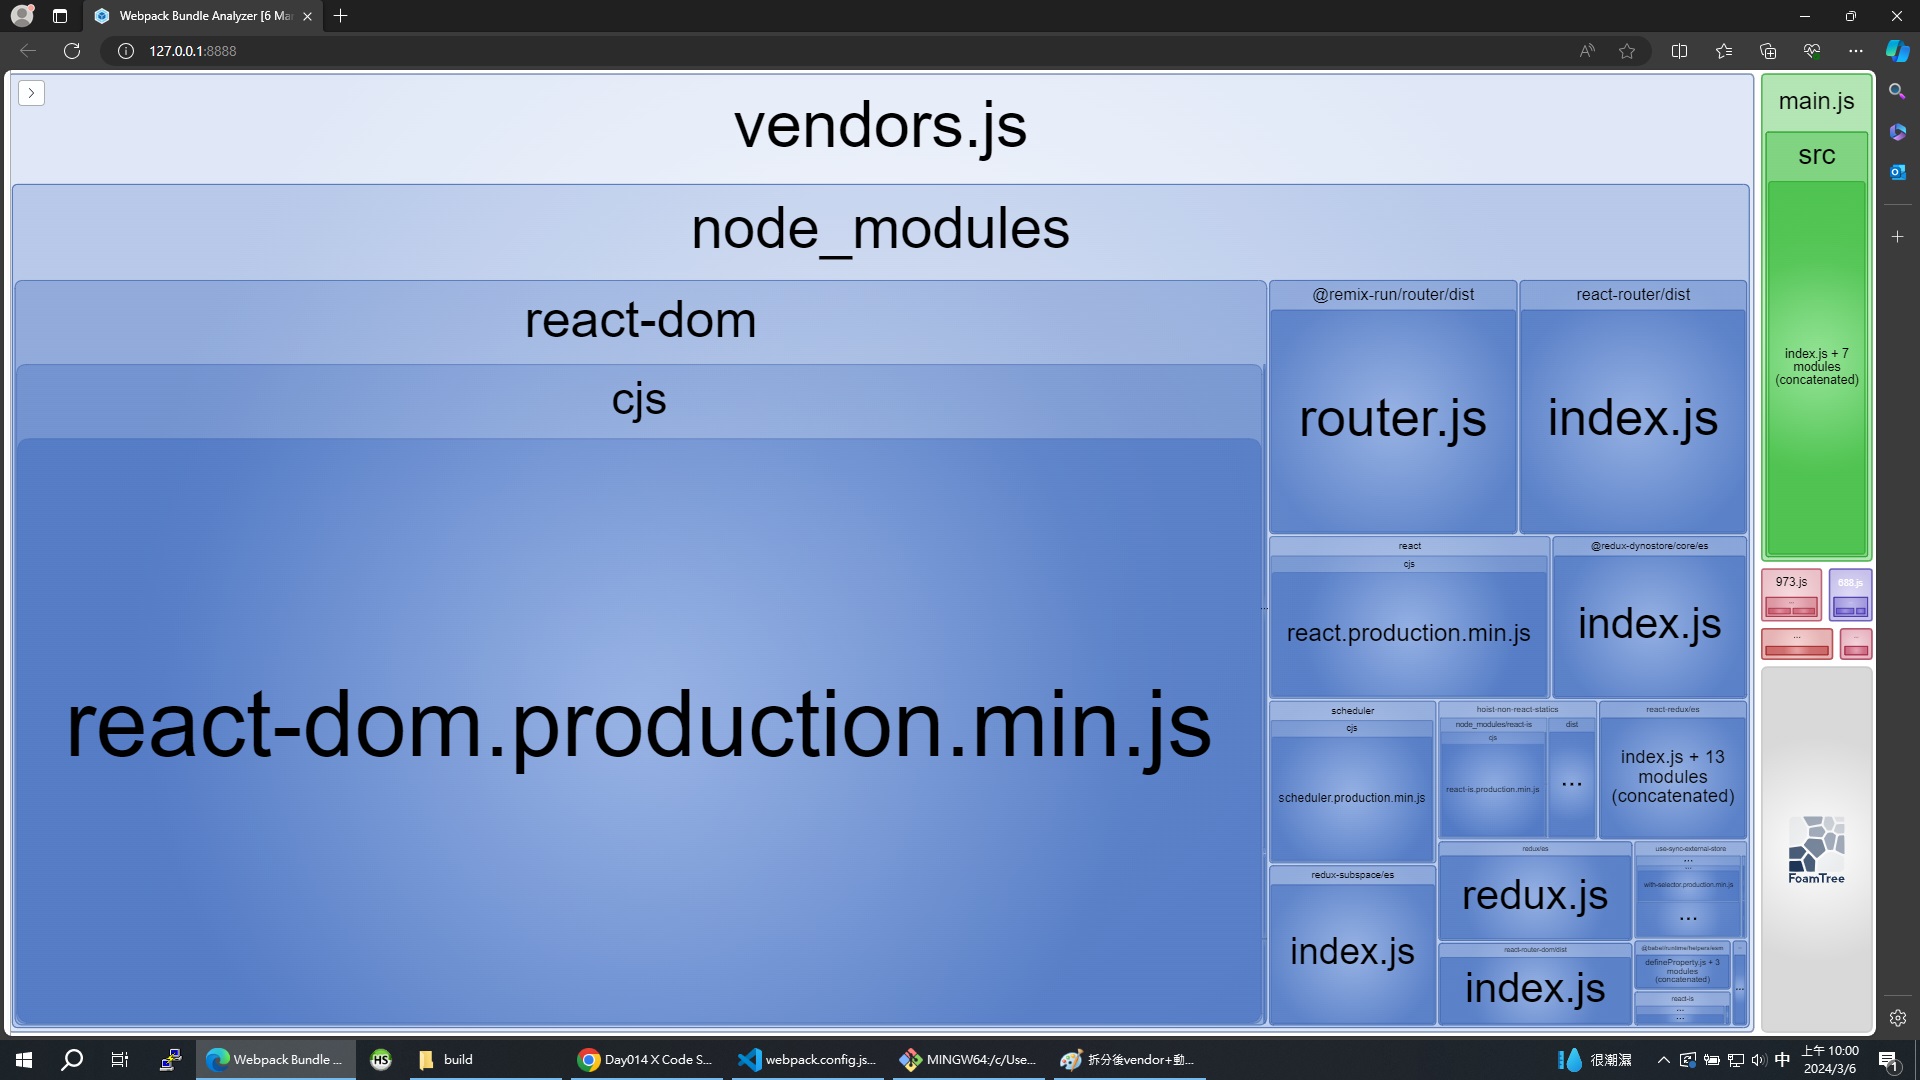 Webpack Bundle Analyzer [6 Mar
127.0.0.1:8888
vendors.js
node_modules
react-dom
cjs
react-dom.production.min.js
@remix-run/router/dist
router.js
react-router/dist
index.js
react
cjs
react.production.min.js
@redux-dynostore/core/es
index.js
scheduler
cjs
scheduler.production.min.js
hoist-non-react-statics
node_modules/react-is
cjs
react-is.production.min.js
dist
...
react-redux/es
index.js + 13
modules
(concatenated)
redux-subspace/es
index.js
redux/es
redux.js
react-router-dom/dist
index.js
use-sync-external-store
...
with-selector.production.min.js
...
@babel/runtime/helpers/esm
defineProperty.js + 3
modules
(concatenated)
react-is
...
...
main.js
src
index.js + 7
modules
(concatenated)
973.js
688.js
...
FoamTree
Webpack Bundle ...
HS
build
Day014 X Code S...
webpack.config.js...
MINGW64:/c/Use...
拆分後vendor+動...
很潮濕
中
上午 10:00
2024/3/6
1